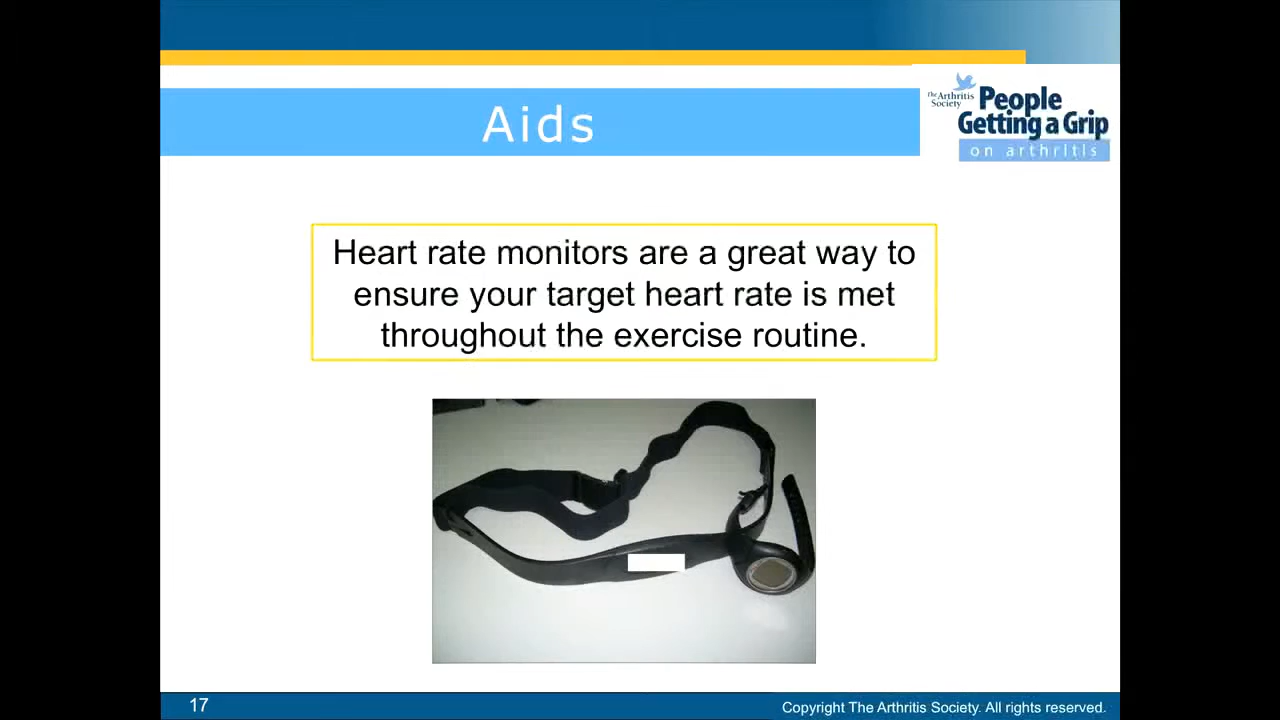 Aids
The Arthritis
Society
People
Getting a Grip
on arthritis
Heart rate monitors are a great way to
ensure your target heart rate is met
throughout the exercise routine.
17
Copyright The Arthritis Society. All rights reserved.